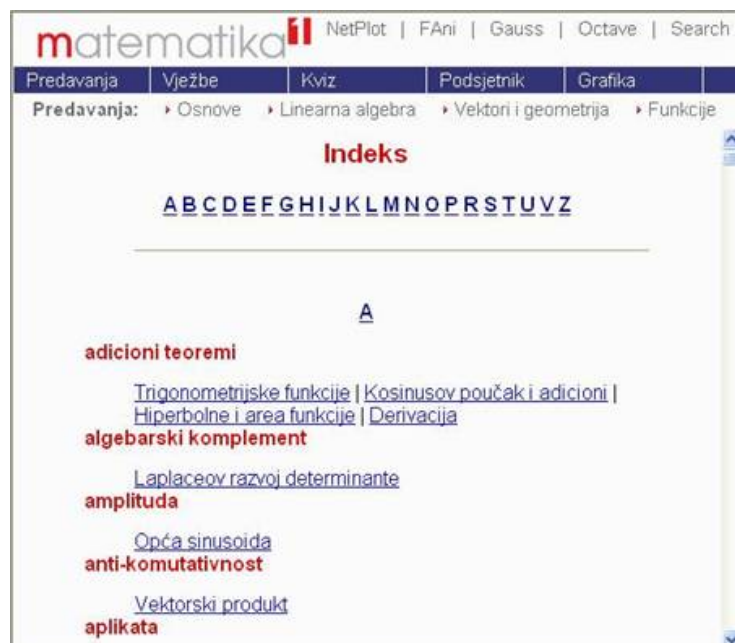 matematika1 NetPlot | FAni | Gauss | Octave | Search
Predavanja Vježbe Kviz Podsjetnik Grafika
Predavanja: Osnove Linearna algebra Vektori i geometrija Funkcije
Indeks
A B C D E F G H I J K L M N O P R S T U V Z
A
adicioni teoremi
Trigonometrijske funkcije | Kosinusov poučak i adicioni |
Hiperbolne i area funkcije | Derivacija
algebarski komplement
Laplaceov razvoj determinante
amplituda
Opća sinusoida
anti-komutativnost
Vektorski produkt
aplikata